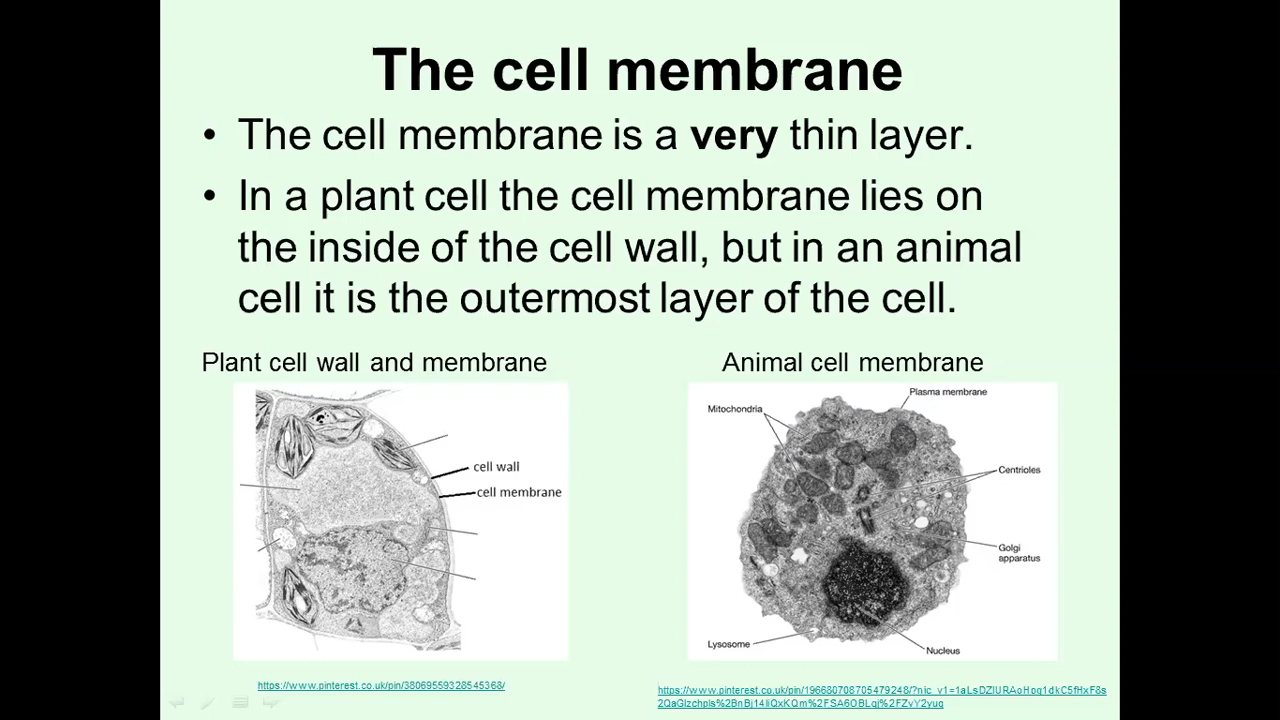 The cell membrane
• The cell membrane is a very thin layer.
• In a plant cell the cell membrane lies on
the inside of the cell wall, but in an animal
cell it is the outermost layer of the cell.
Plant cell wall and membrane
cell wall
cell membrane
https://www.pinterest.co.uk/pin/38069559328545368/
Animal cell membrane
Plasma membrane
Mitochondria
Centrioles
Golgi
apparatus
Lysosome
Nucleus